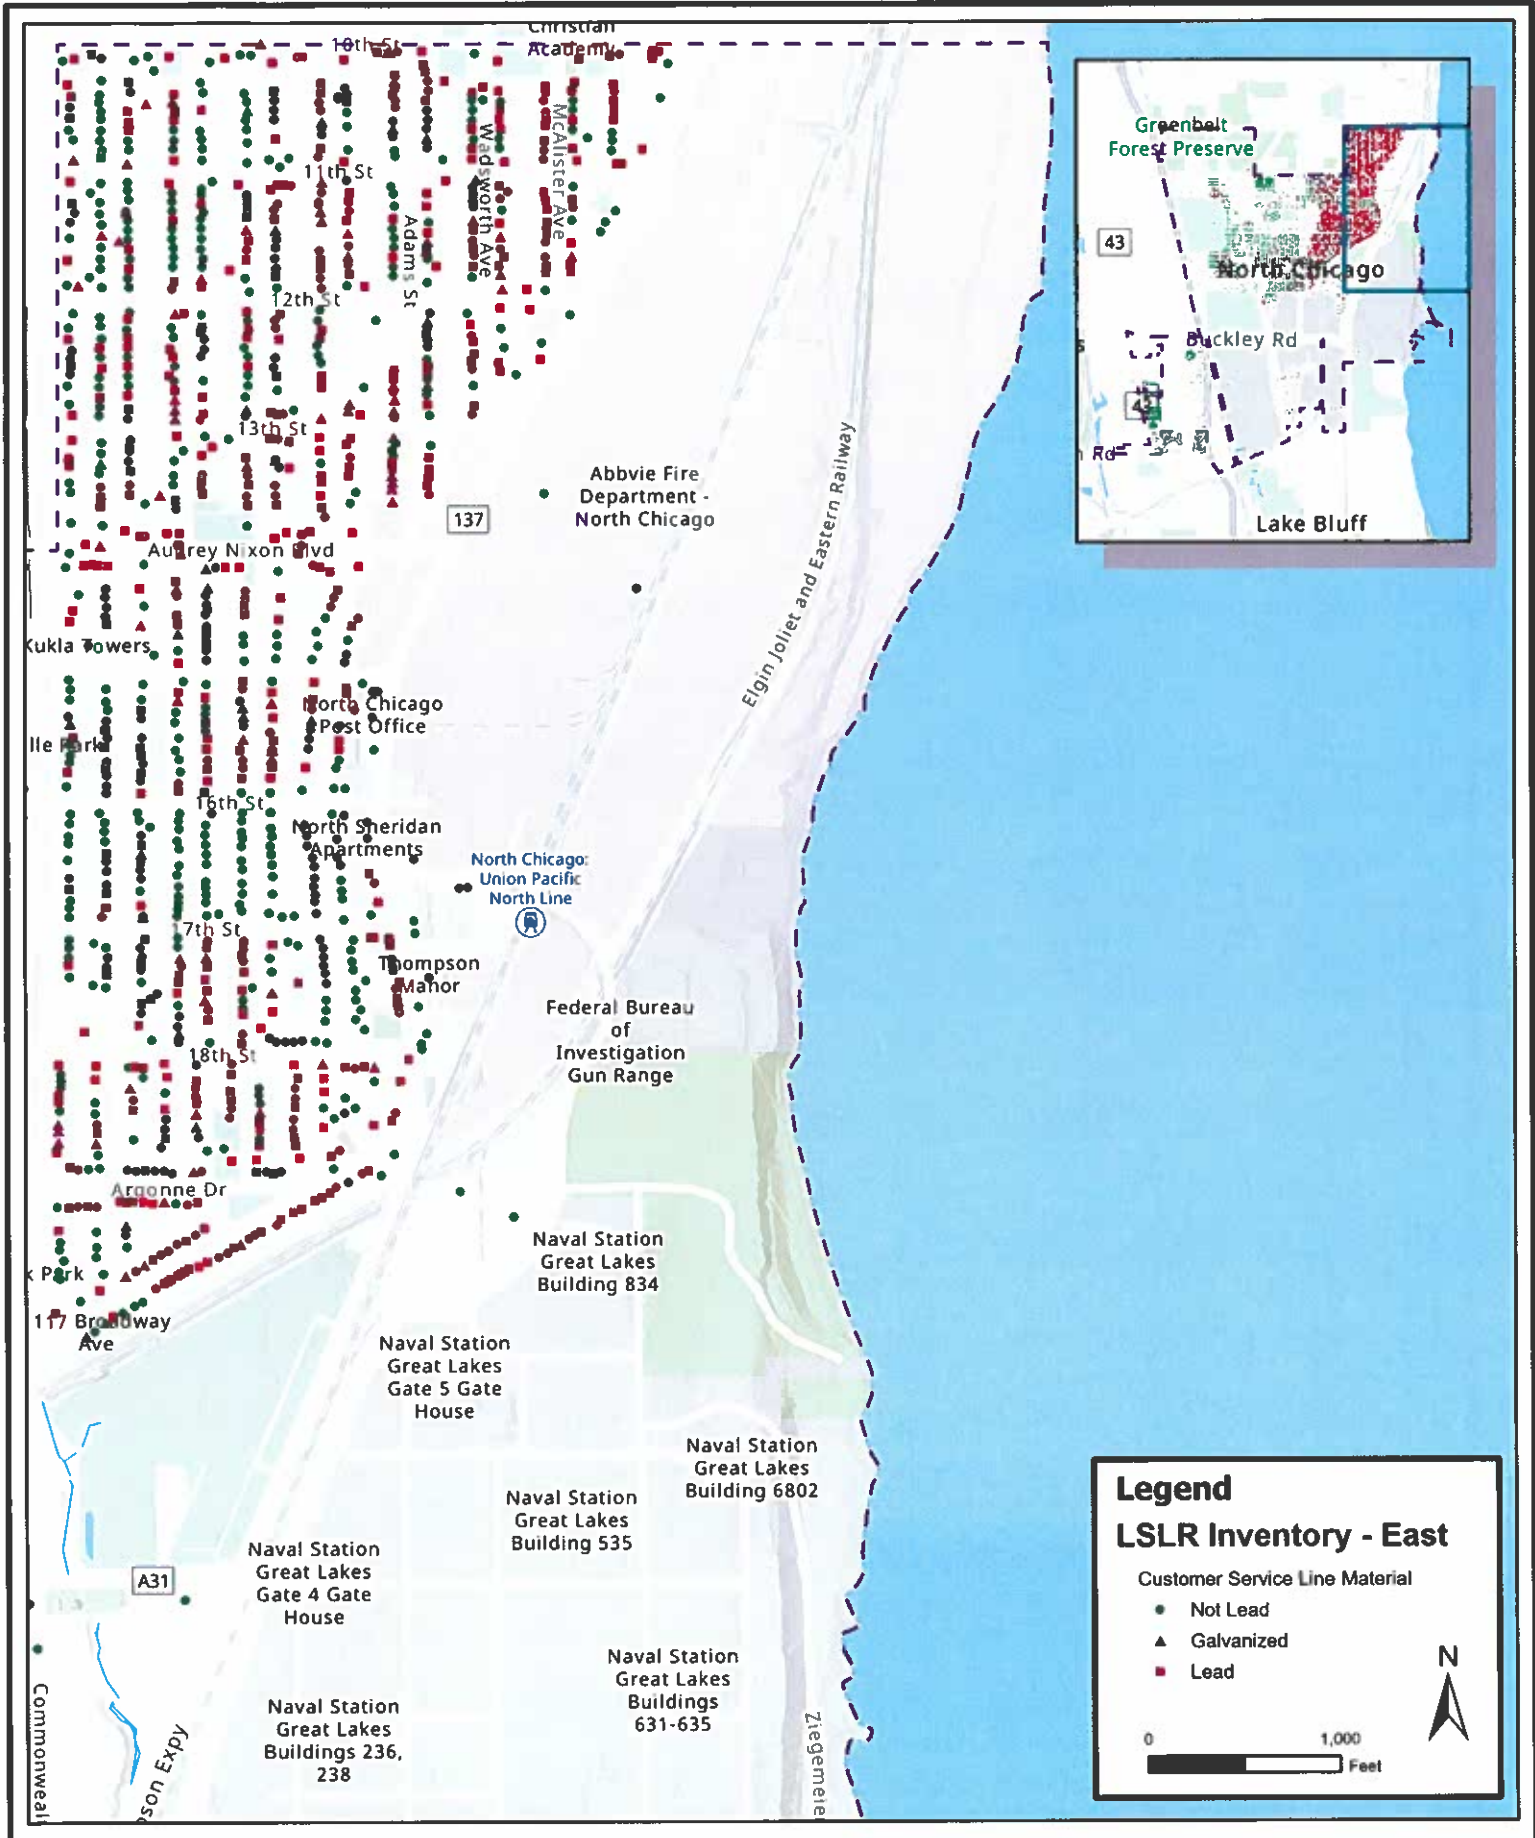 Christian
Academy
10th St
Wadsworth Ave
McAlister Ave
11th St
Adams St
12th St
13th St
137
Abbvie Fire
Department -
North Chicago
Elgin Joliet and Eastern Railway
Aubrey Nixon Blvd
Kukla Towers
North Chicago
Post Office
lle Park
16th St
North Sheridan
Apartments
North Chicago:
Union Pacific
North Line
17th St
Thompson
Manor
Federal Bureau
of
Investigation
Gun Range
18th St
Argonne Dr
Naval Station
Great Lakes
Building 834
k Park
117 Broadway
Ave
Naval Station
Great Lakes
Gate 5 Gate
House
Naval Station
Great Lakes
Building 6802
Naval Station
Great Lakes
Building 535
Naval Station
Great Lakes
Gate 4 Gate
House
A31
Naval Station
Great Lakes
Buildings
631-635
Naval Station
Great Lakes
Buildings 236,
238
Commonweal
oson Expy
Ziegemeie
Greenbelt
Forest Preserve
43
North Chicago
Buckley Rd
Rd
Lake Bluff
Legend
LSLR Inventory - East
Customer Service Line Material
Not Lead
Galvanized
Lead
N
0 1,000
Feet